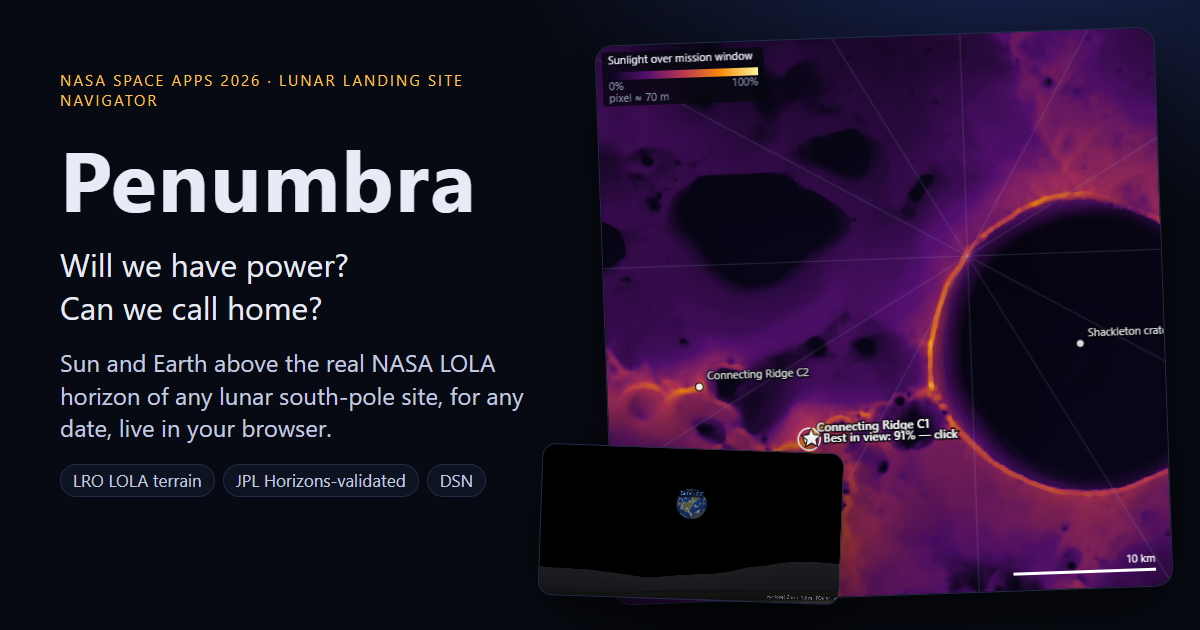 NASA SPACE APPS 2026 · LUNAR LANDING SITE
NAVIGATOR
Penumbra
Will we have power?
Can we call home?
Sun and Earth above the real NASA LOLA
horizon of any lunar south-pole site, for any
date, live in your browser.
LRO LOLA terrain
JPL Horizons-validated
DSN
Sunlight over mission window
0%
100%
pixel ≈ 70 m
Shackleton crat
Connecting Ridge C2
Connecting Ridge C1
Best in view: 91% — click
10 km